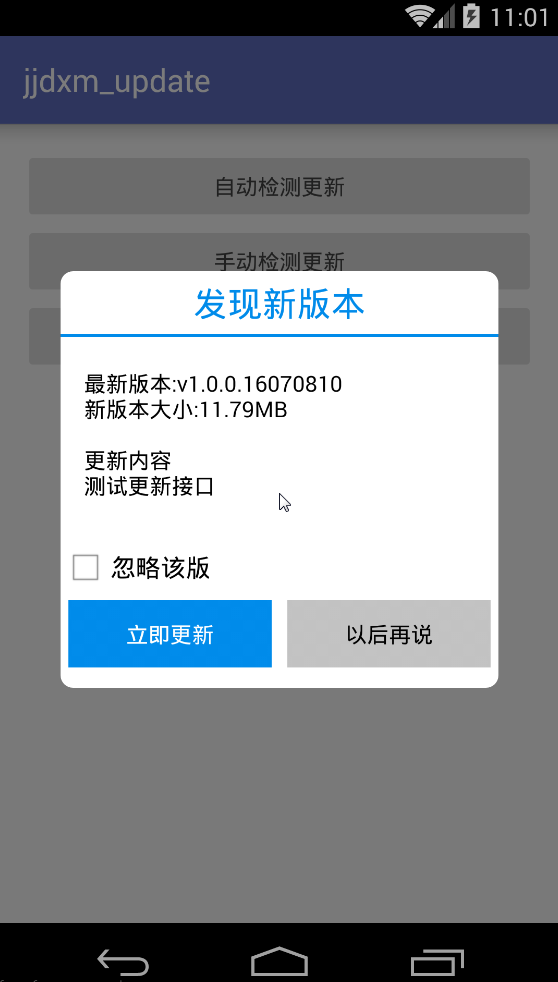 11:01
jjdxm_update
自动检测更新
手动检测更新
发现新版本
最新版本:v1.0.0.16070810
新版本大小:11.79MB
更新内容
测试更新接口
忽略该版
立即更新
以后再说